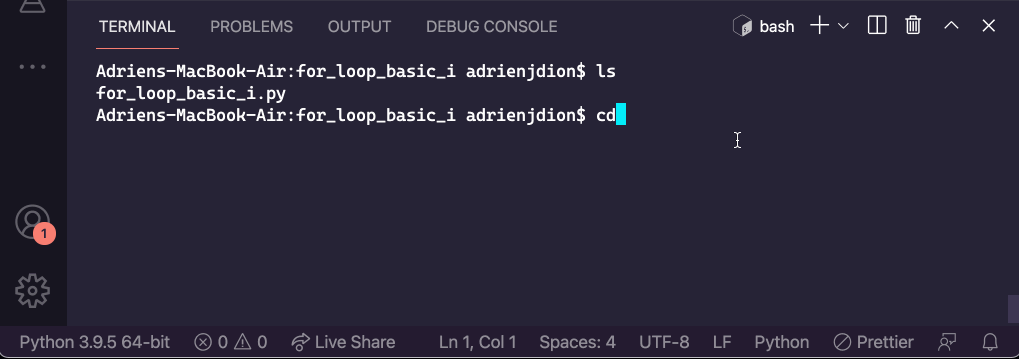 TERMINAL PROBLEMS OUTPUT DEBUG CONSOLE bash
Adriens-MacBook-Air:for_loop_basic_i adrienjdion$ ls
for_loop_basic_i.py
Adriens-MacBook-Air:for_loop_basic_i adrienjdion$ cd
1
Python 3.9.5 64-bit 0 0 Live Share Ln 1, Col 1 Spaces: 4 UTF-8 LF Python Prettier